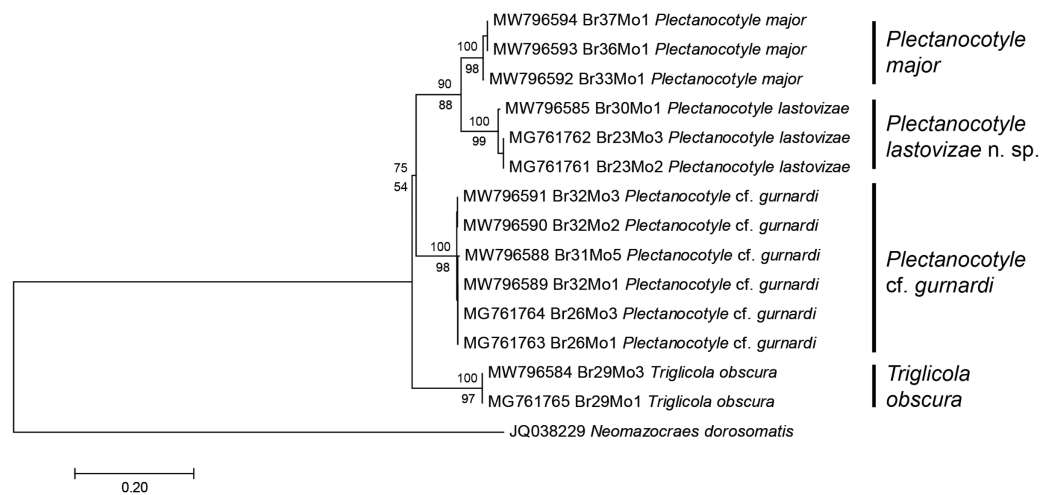 MW796594 Br37Mo1 Plectanocotyle major
MW796593 Br36Mo1 Plectanocotyle major
MW796592 Br33Mo1 Plectanocotyle major
100
98
90
88
MW796585 Br30Mo1 Plectanocotyle lastovizae
MG761762 Br23Mo3 Plectanocotyle lastovizae
MG761761 Br23Mo2 Plectanocotyle lastovizae
100
99
75
54
MW796591 Br32Mo3 Plectanocotyle cf. gurnardi
MW796590 Br32Mo2 Plectanocotyle cf. gurnardi
MW796588 Br31Mo5 Plectanocotyle cf. gurnardi
MW796589 Br32Mo1 Plectanocotyle cf. gurnardi
MG761764 Br26Mo3 Plectanocotyle cf. gurnardi
MG761763 Br26Mo1 Plectanocotyle cf. gurnardi
100
98
MW796584 Br29Mo3 Triglicola obscura
MG761765 Br29Mo1 Triglicola obscura
100
97
JQ038229 Neomazocraes dorosomatis
Plectanocotyle
major
Plectanocotyle
lastovizae n. sp.
Plectanocotyle
cf. gurnardi
Triglicola
obscura
0.20